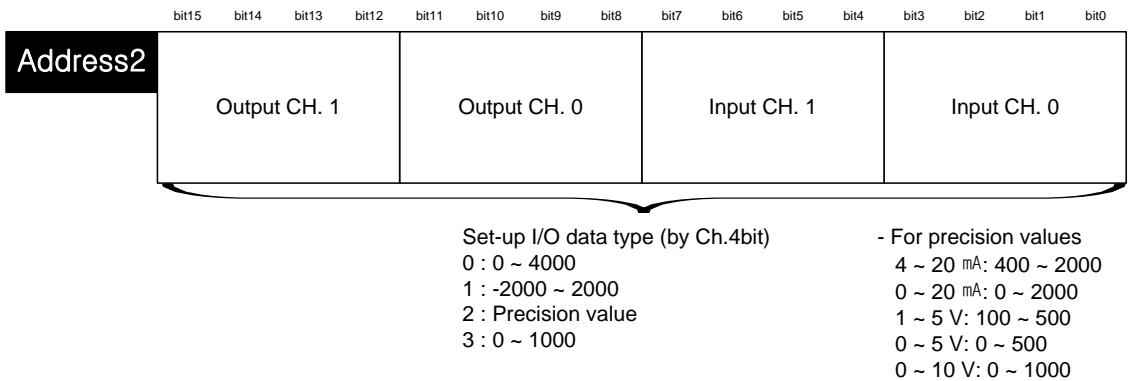 bit15 bit14 bit13 bit12 bit11 bit10 bit9 bit8 bit7 bit6 bit5 bit4 bit3 bit2 bit1 bit0
Address2
Output CH. 1 Output CH. 0 Input CH. 1 Input CH. 0
Set-up I/O data type (by Ch.4bit)
0 : 0 ~ 4000
1 : -2000 ~ 2000
2 : Precision value
3 : 0 ~ 1000
- For precision values
4 ~ 20 ㎃: 400 ~ 2000
0 ~ 20 ㎃: 0 ~ 2000
1 ~ 5 V: 100 ~ 500
0 ~ 5 V: 0 ~ 500
0 ~ 10 V: 0 ~ 1000